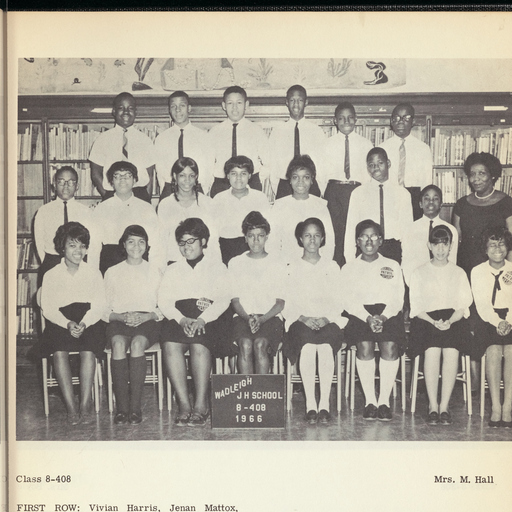 WADLEIGH
J H SCHOOL
8-408
1966
Class 8-408
Mrs. M. Hall
FIRST ROW: Vivian Harris, Jenan Mattox,